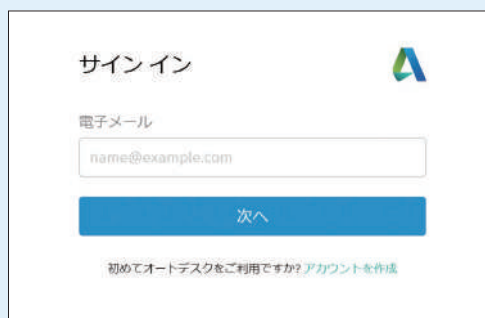 サイン イン
電子メール
name@example.com
次へ
初めてオートデスクをご利用ですか? アカウントを作成